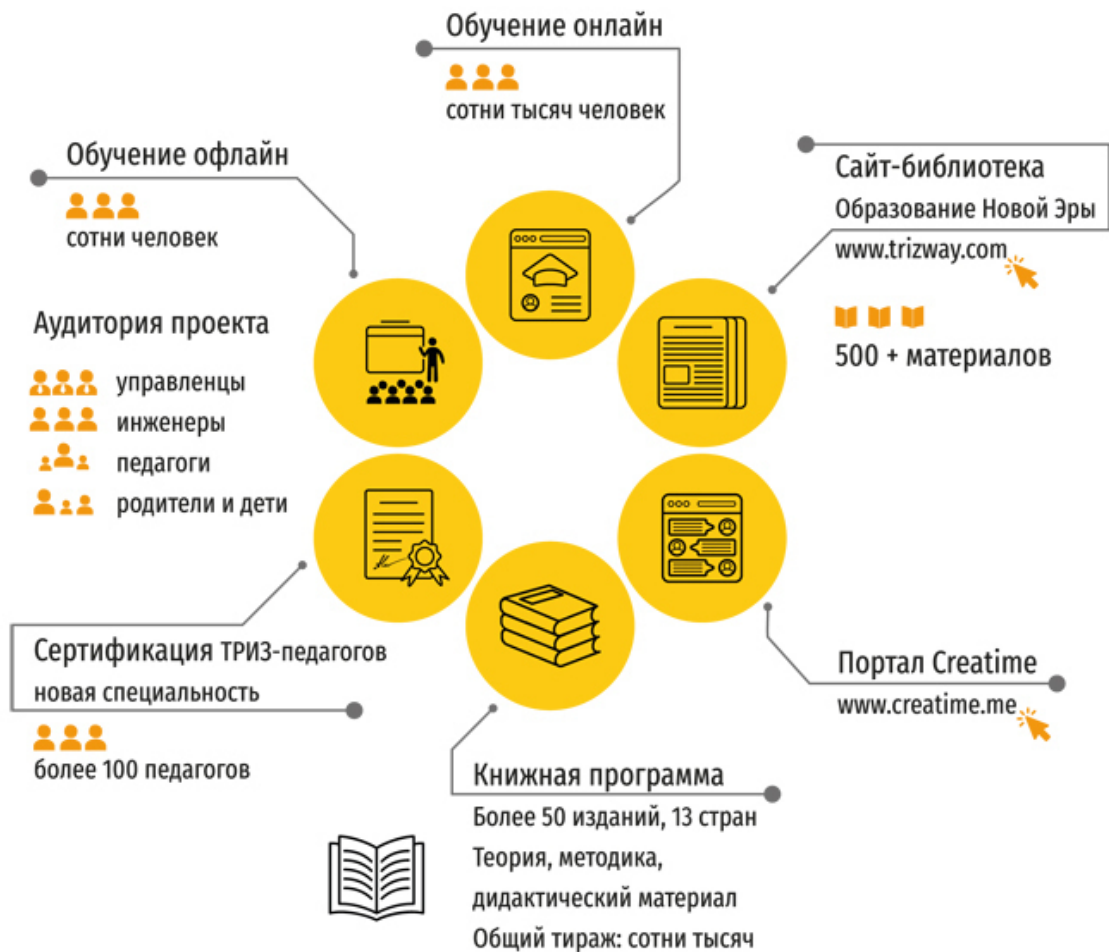 Обучение онлайн
сотни тысяч человек
Обучение офлайн
сотни человек
Сайт-библиотека
Образование Новой Эры
www.trizway.com
500 + материалов
Аудитория проекта
управленцы
инженеры
педагоги
родители и дети
Сертификация ТРИЗ-педагогов
новая специальность
более 100 педагогов
Портал Creatime
www.creatime.me
Книжная программа
Более 50 изданий, 13 стран
Теория, методика,
дидактический материал
Общий тираж: сотни тысяч